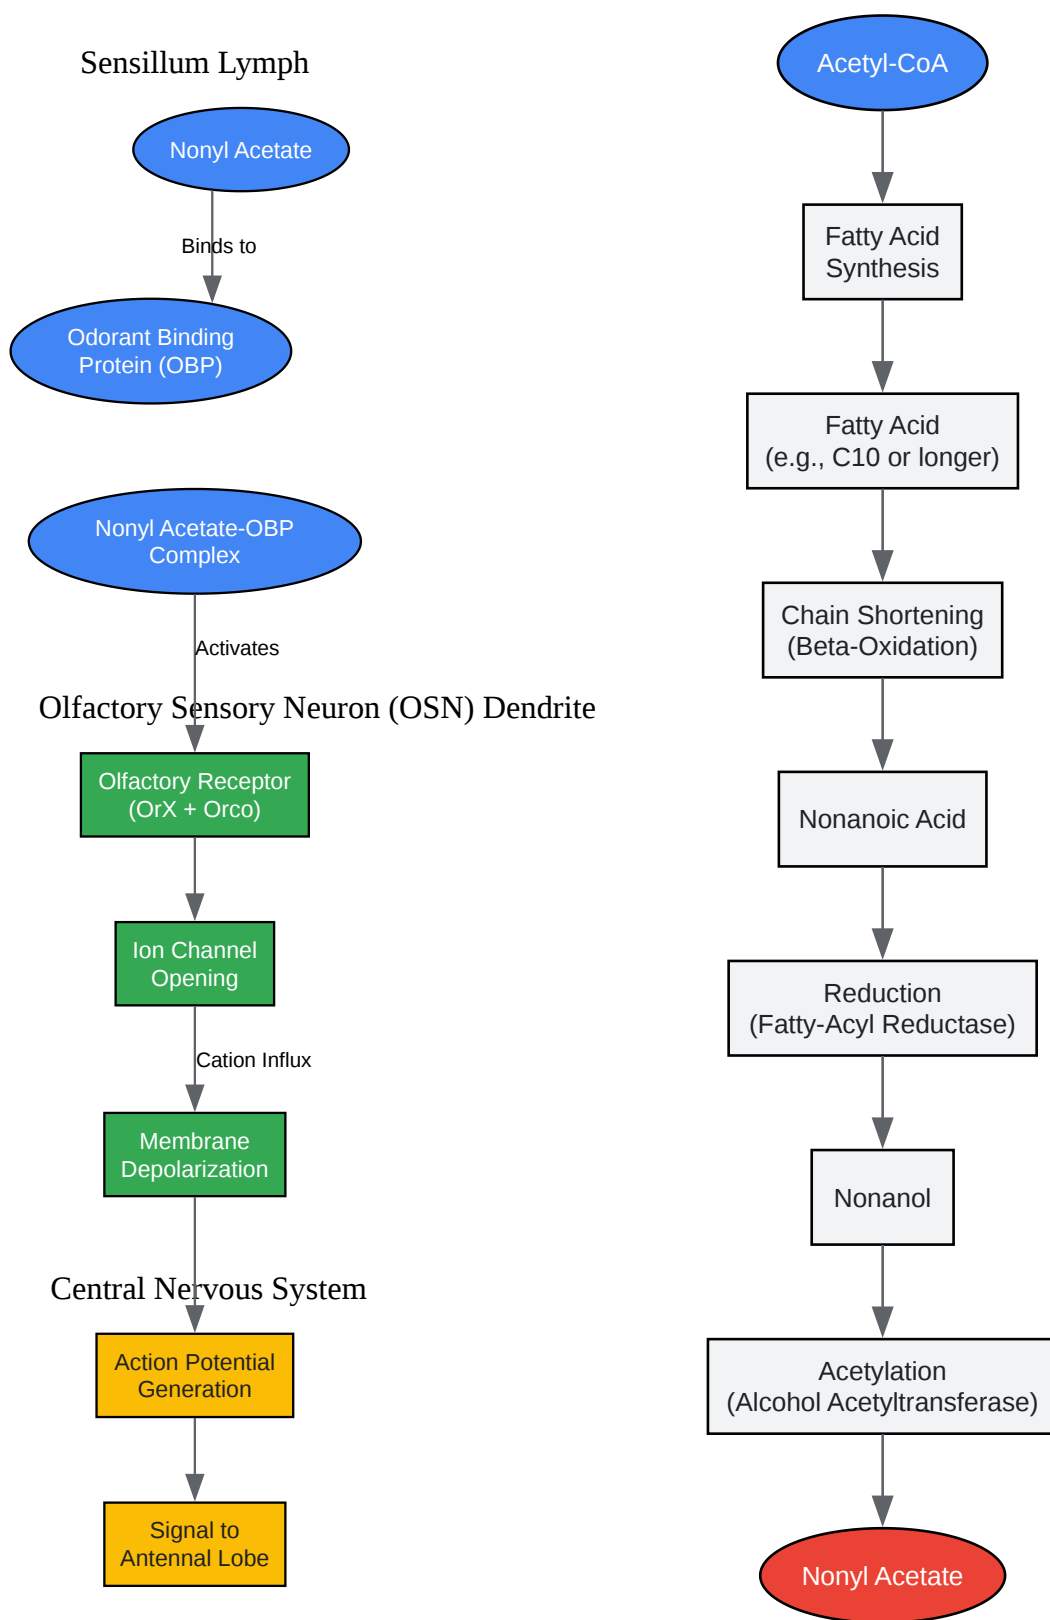 Sensillum Lymph
Nonyl Acetate
Binds to
Odorant Binding
Protein (OBP)
Nonyl Acetate-OBP
Complex
Activates
Olfactory Sensory Neuron (OSN) Dendrite
Olfactory Receptor
(OrX + Orco)
Ion Channel
Opening
Cation Influx
Membrane
Depolarization
Central Nervous System
Action Potential
Generation
Signal to
Antennal Lobe
Acetyl-CoA
Fatty Acid
Synthesis
Fatty Acid
(e.g., C10 or longer)
Chain Shortening
(Beta-Oxidation)
Nonanoic Acid
Reduction
(Fatty-Acyl Reductase)
Nonanol
Acetylation
(Alcohol Acetyltransferase)
Nonyl Acetate